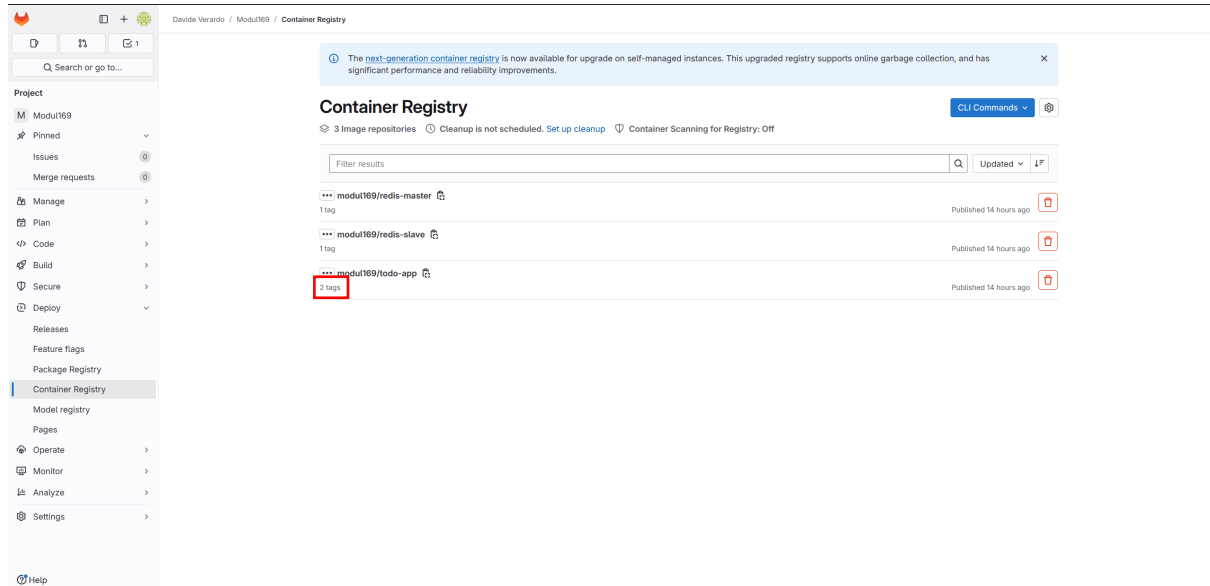 Davide Verardo / Modul169 / Container Registry
1
Search or go to...
Project
M Modul169
Pinned
Issues 0
Merge requests 0
Manage
Plan
Code
Build
Secure
Deploy
Releases
Feature flags
Package Registry
Container Registry
Model registry
Pages
Operate
Monitor
Analyze
Settings
Help
The next-generation container registry is now available for upgrade on self-managed instances. This upgraded registry supports online garbage collection, and has
significant performance and reliability improvements.
Container Registry
CLI Commands
3 Image repositories Cleanup is not scheduled. Set up cleanup Container Scanning for Registry: Off
Filter results
Updated
modul169/redis-master
1 tag Published 14 hours ago
modul169/redis-slave
1 tag Published 14 hours ago
modul169/todo-app
2 tags Published 14 hours ago